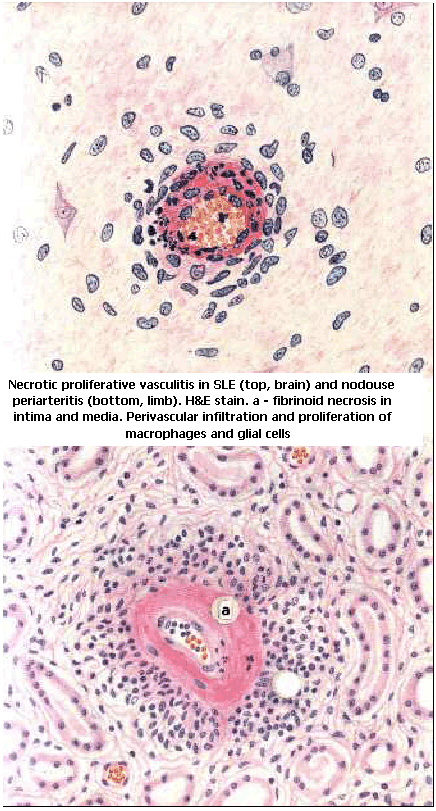 Necrotic proliferative vasculitis in SLE (top, brain) and nodouse
periarteritis (bottom, limb). H&E stain. a - fibrinoid necrosis in
intima and media. Perivascular infiltration and proliferation of
macrophages and glial cells
a